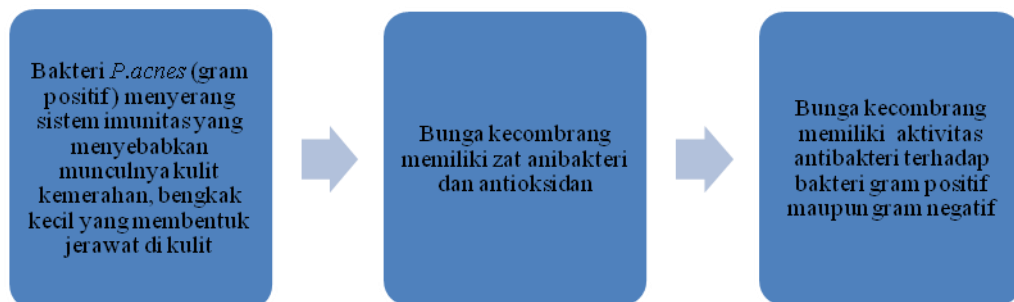 Bakteri P.acnes (gram
positif) menyerang
sistem imunitas yang
menyebabkan
munculnya kulit
kemerahan, bengkak
kecil yang membentuk
jerawat di kulit
Bunga kecombrang
memiliki zat anibakteri
dan antioksidan
Bunga kecombrang
memiliki aktivitas
antibakteri terhadap
bakteri gram positif
maupun gram negatif